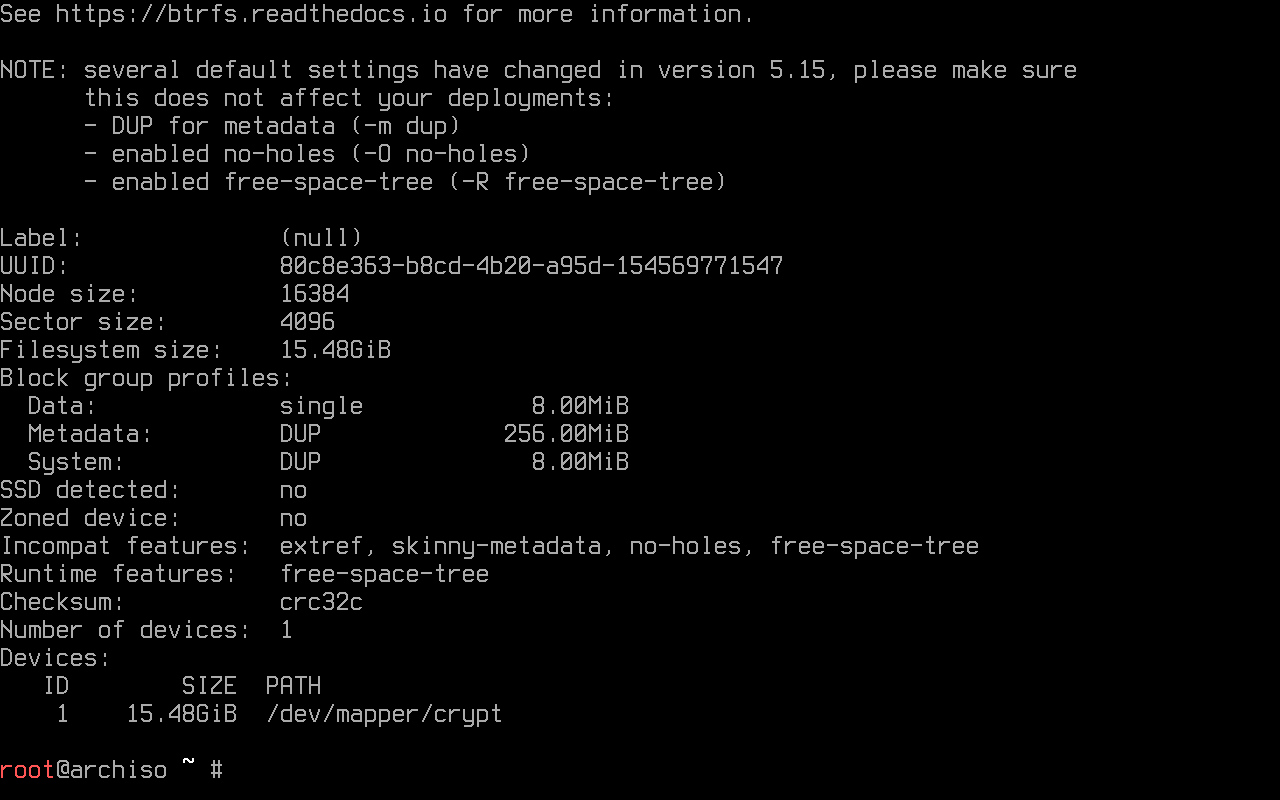 See https://btrfs.readthedocs.io for more information.

NOTE: several default settings have changed in version 5.15, please make sure
      this does not affect your deployments:
      - DUP for metadata (-m dup)
      - enabled no-holes (-O no-holes)
      - enabled free-space-tree (-R free-space-tree)

Label:              (null)
UUID:               80c8e363-b8cd-4b20-a95d-154569771547
Node size:          16384
Sector size:        4096
Filesystem size:    15.48GiB
Block group profiles:
  Data:             single            8.00MiB
  Metadata:         DUP             256.00MiB
  System:           DUP               8.00MiB
SSD detected:       no
Zoned device:       no
Incompat features:  extref, skinny-metadata, no-holes, free-space-tree
Runtime features:   free-space-tree
Checksum:           crc32c
Number of devices:  1
Devices:
   ID        SIZE  PATH
    1    15.48GiB  /dev/mapper/crypt

root@archiso ~ #